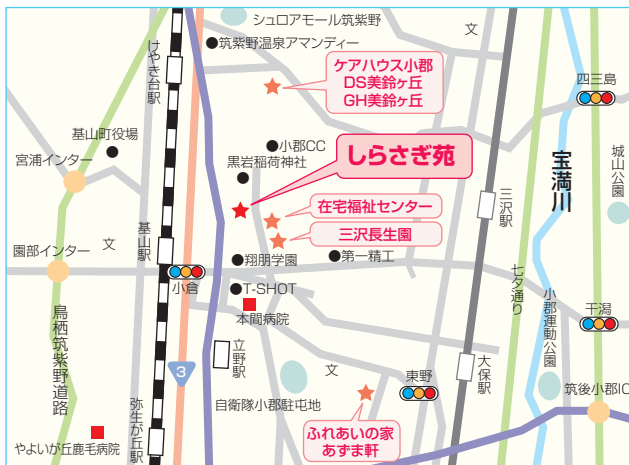 シュロアモール筑紫野
文
筑紫野温泉アマンディー
けやき台駅
ケアハウス小郡
DS美鈴ヶ丘
GH美鈴ヶ丘
四三島
基山町役場
小郡CC
黒岩稲荷神社
しらさぎ苑
宝満川
城山公園
宮浦インター
在宅福祉センター
三沢長生園
三沢駅
基山駅
文
園部インター
翔朋学園
第一精工
七夕通り
小倉
T-SHOT
本間病院
小郡運動公園
干潟
鳥栖筑紫野道路
3
立野駅
文
東野
大保駅
筑後小郡IC
弥生が丘駅
自衛隊小郡駐屯地
やよいが丘鹿毛病院
ふれあいの家
あずま軒